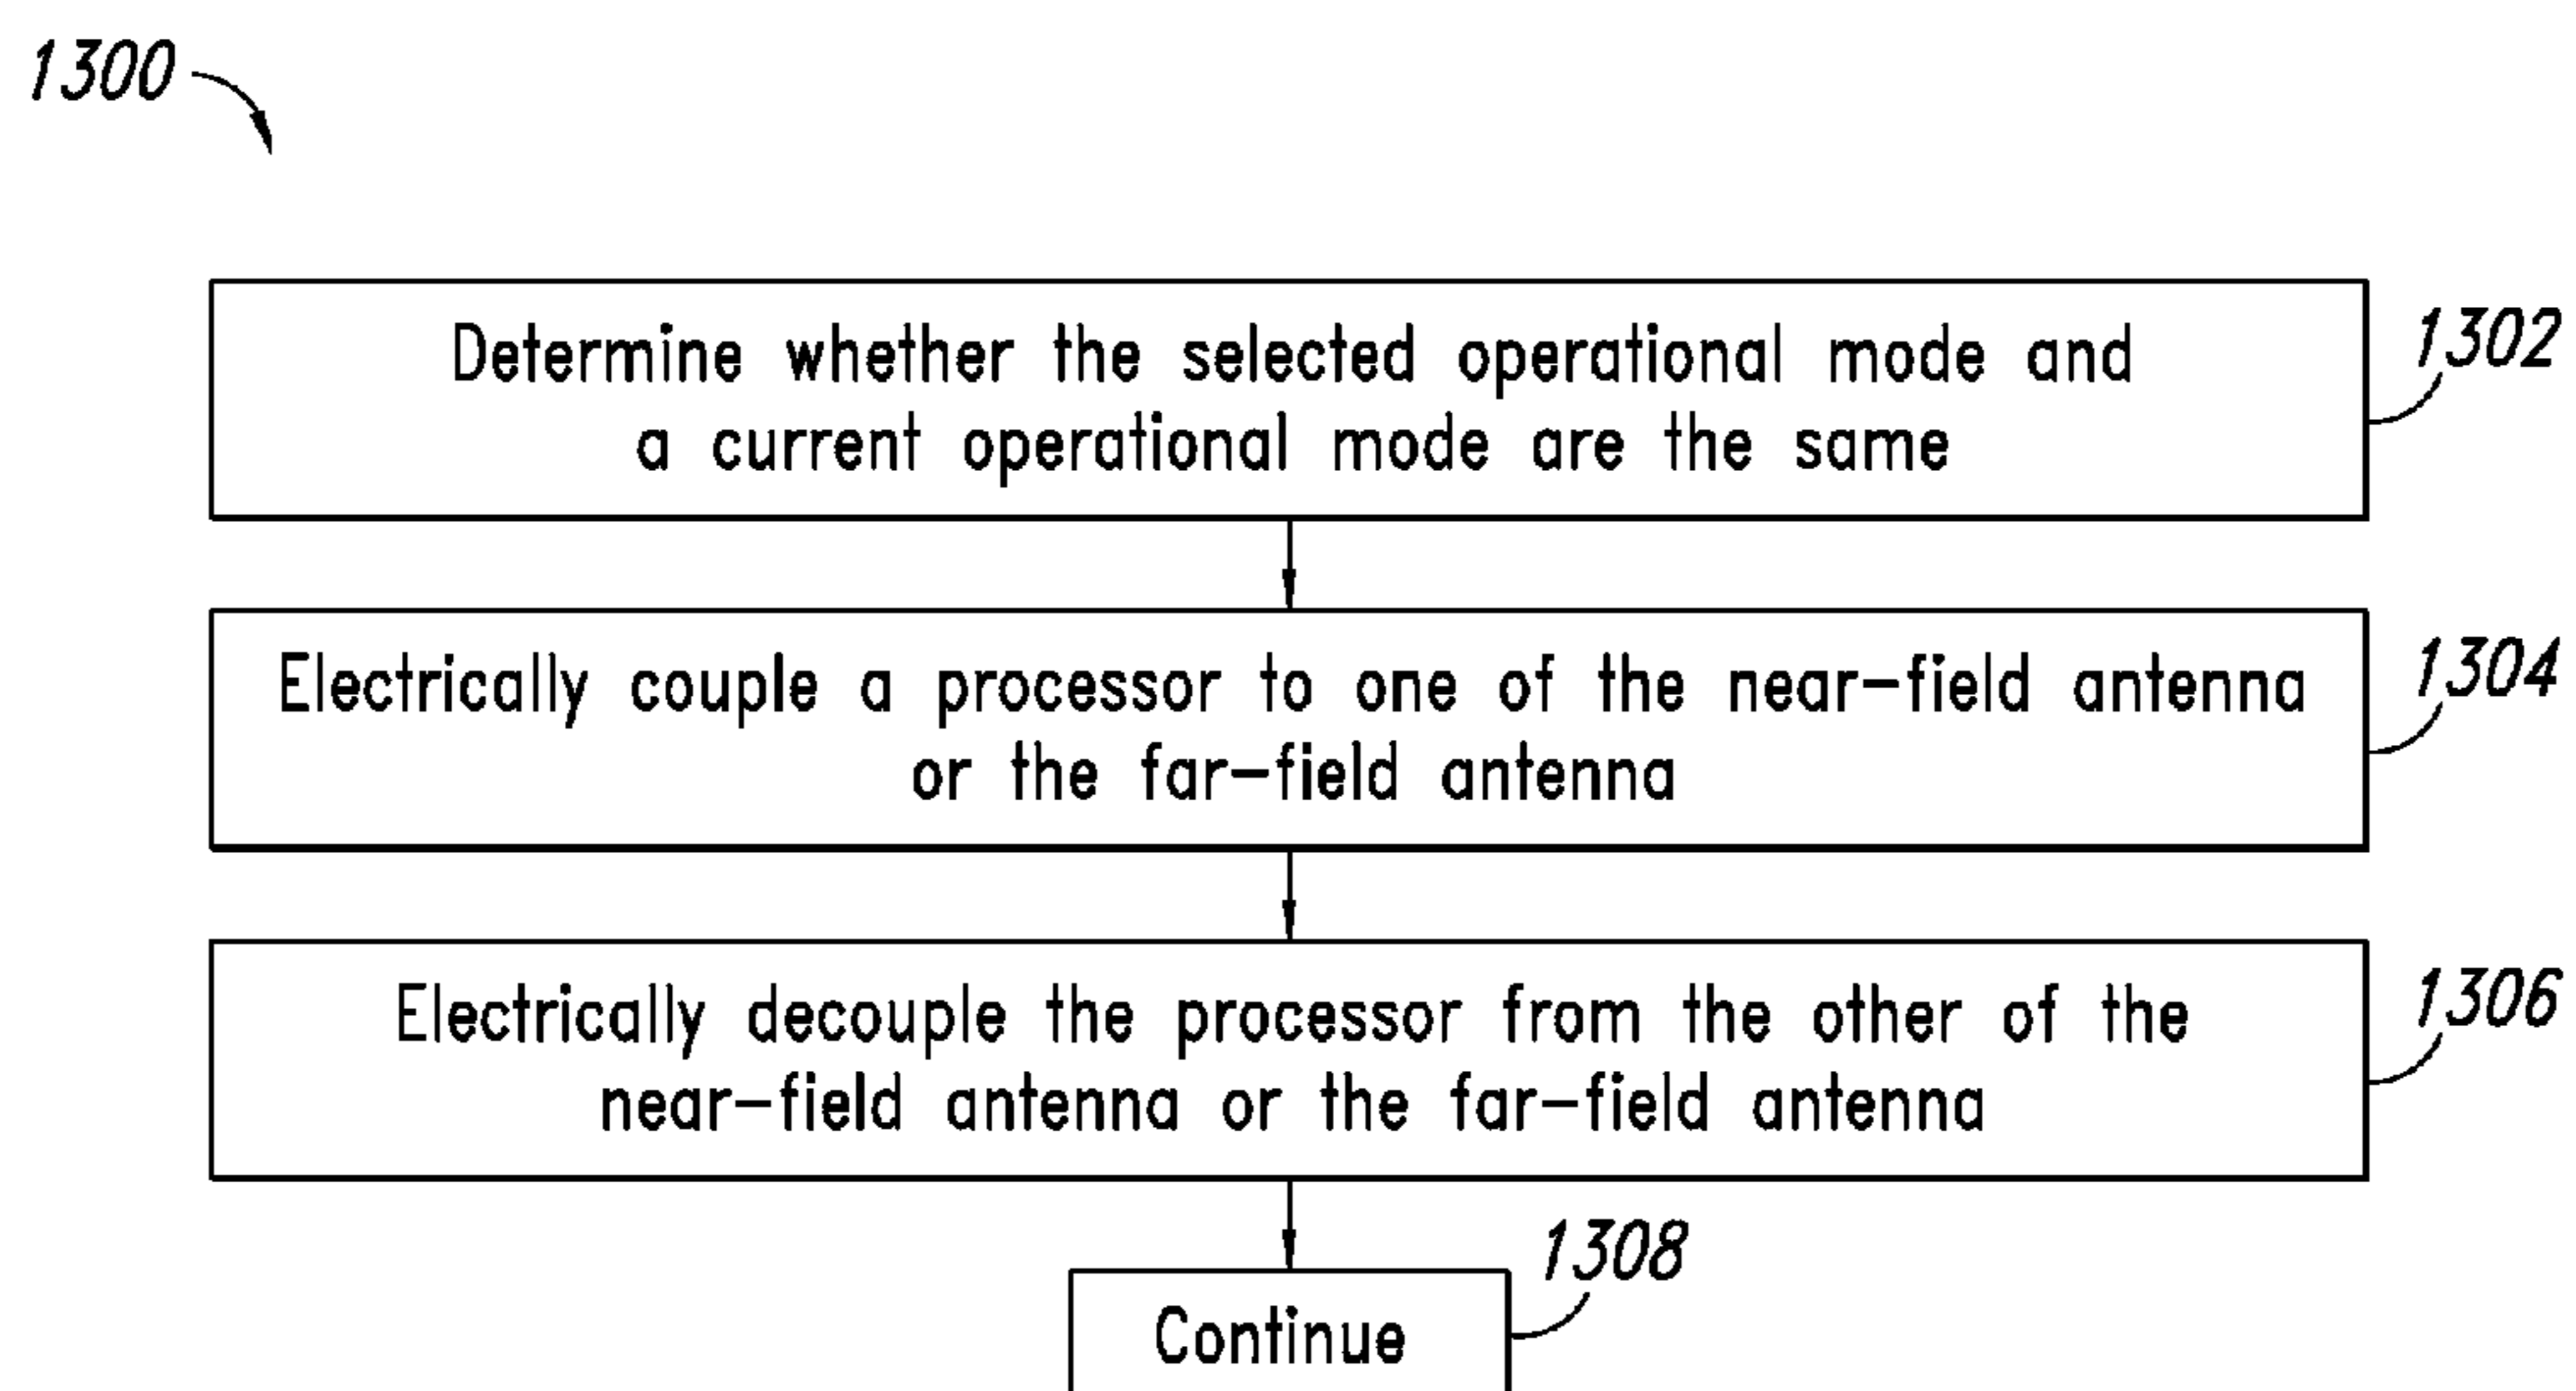 1300
Determine whether the selected operational mode and
a current operational mode are the same
1302
Electrically couple a processor to one of the near-field antenna
or the far-field antenna
1304
Electrically decouple the processor from the other of the
near-field antenna or the far-field antenna
1306
Continue
1308